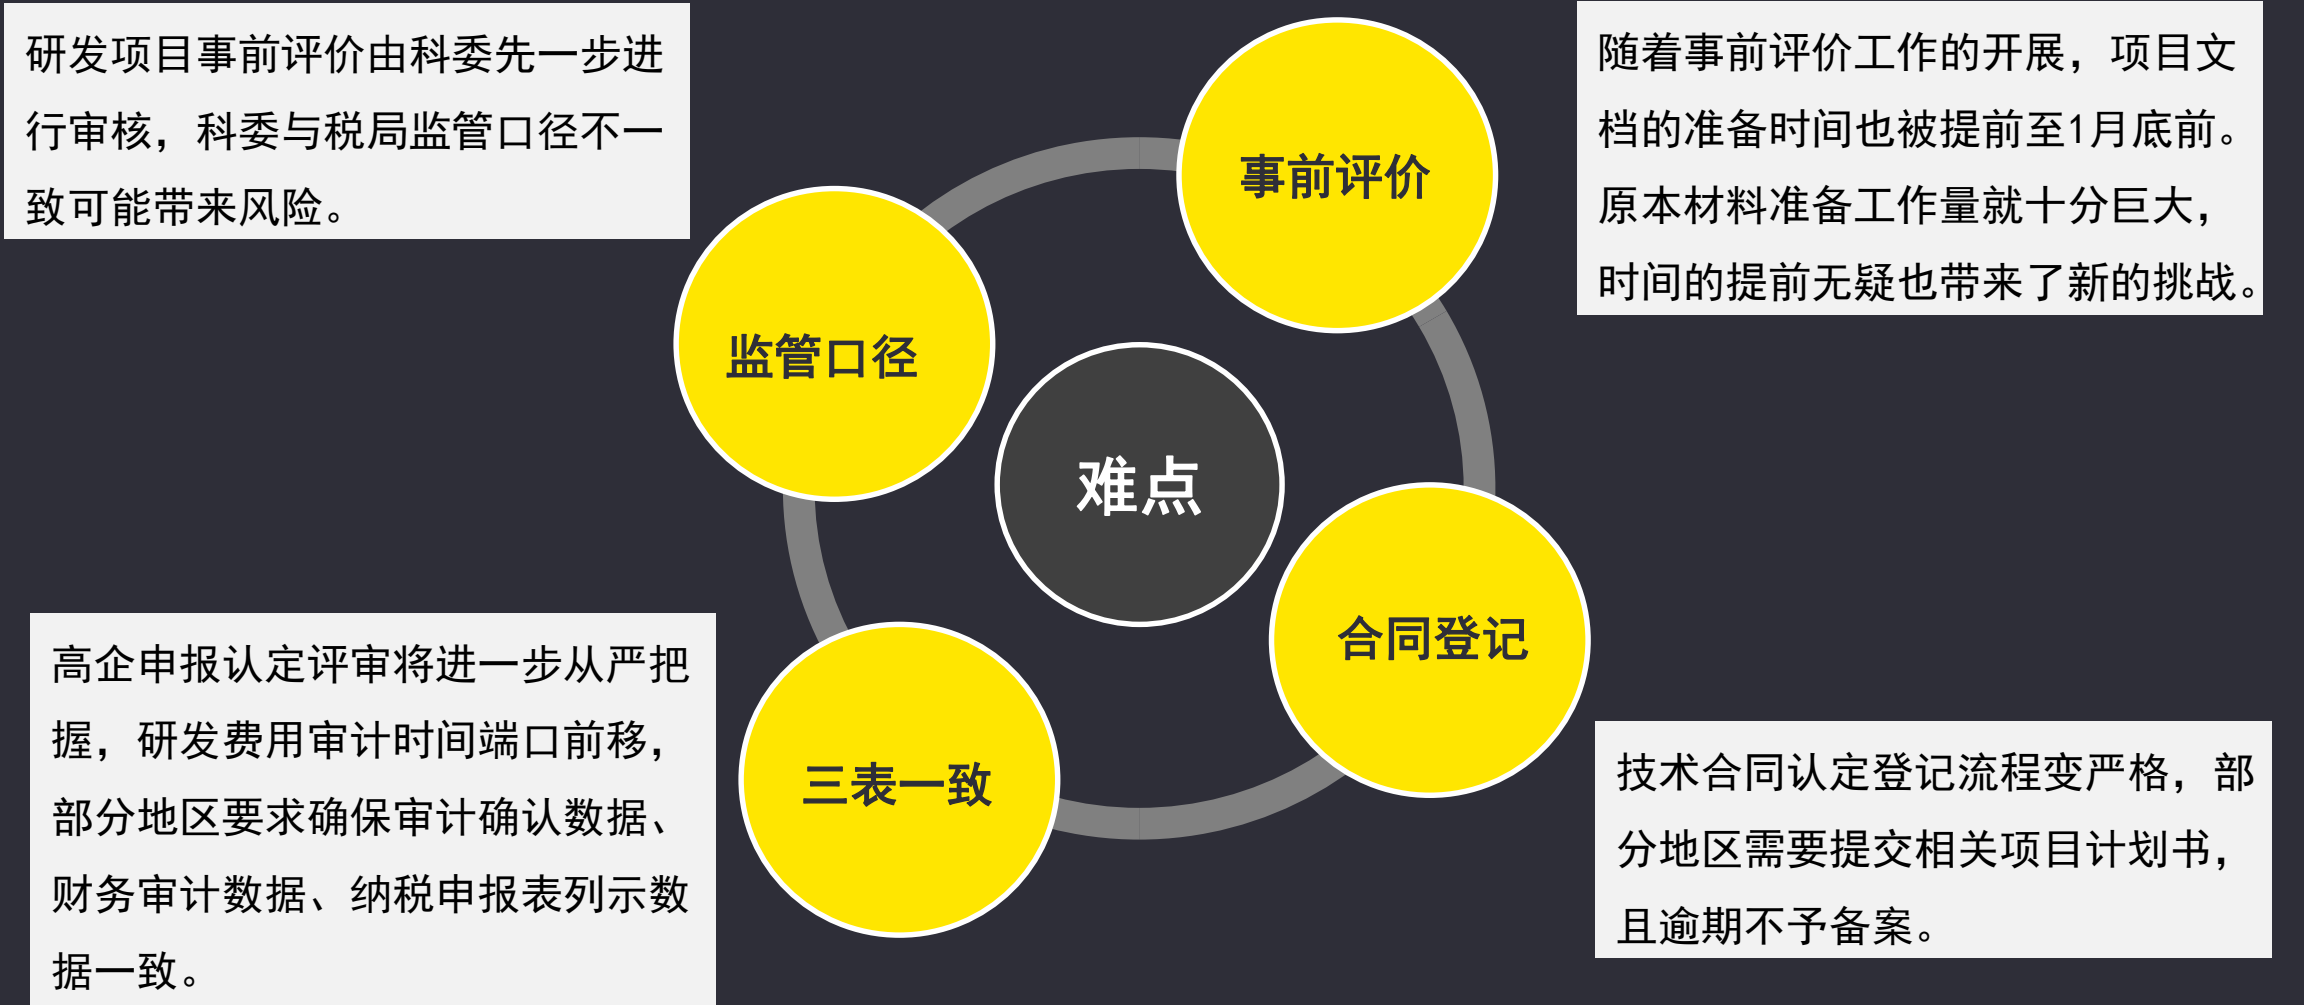 研发项目事前评价由科委先一步进
行审核，科委与税局监管口径不一
致可能带来风险。
事前评价
随着事前评价工作的开展，项目文
档的准备时间也被提前至1月底前。
原本材料准备工作量就十分巨大，
时间的提前无疑也带来了新的挑战。
监管口径
难点
合同登记
三表一致
高企申报认定评审将进一步从严把
握，研发费用审计时间端口前移，
部分地区要求确保审计确认数据、
财务审计数据、纳税申报表列示数
据一致。
技术合同认定登记流程变严格，部
分地区需要提交相关项目计划书，
且逾期不予备案。